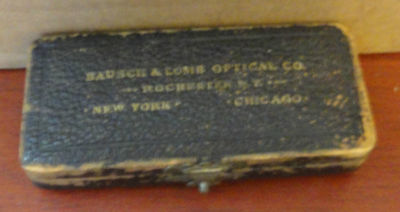 BAUSCH & LOMB OPTICAL CO.
ROCHESTER N.Y.
NEW YORK CHICAGO